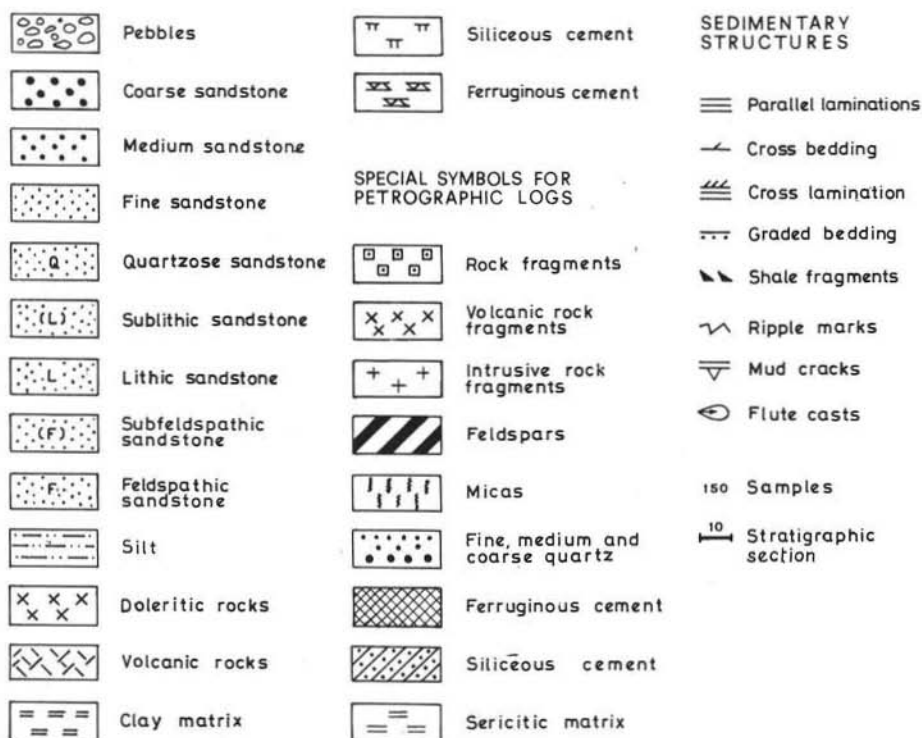 Pebbles
Coarse sandstone
Medium sandstone
Fine sandstone
Q
Quartzose sandstone
(L)
Sublithic sandstone
L
Lithic sandstone
(F)
Subfeldspathic
sandstone
F
Feldspathic
sandstone
Silt
Doleritic rocks
Volcanic rocks
Clay matrix
Siliceous cement
Ferruginous cement
SPECIAL SYMBOLS FOR
PETROGRAPHIC LOGS
Rock fragments
Volcanic rock
fragments
Intrusive rock
fragments
Feldspars
Micas
Fine, medium and
coarse quartz
Ferruginous cement
Siliceous cement
Sericitic matrix
SEDIMENTARY
STRUCTURES
Parallel laminations
Cross bedding
Cross lamination
Graded bedding
Shale fragments
Ripple marks
Mud cracks
Flute casts
150 Samples
10 Stratigraphic
section